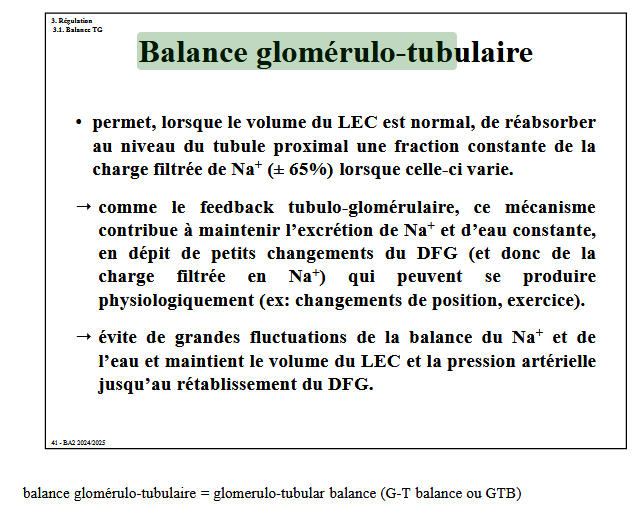 3. Régulation
3.1. Balance TG
Balance glomérulo-tubulaire
• permet, lorsque le volume du LEC est normal, de réabsorber
au niveau du tubule proximal une fraction constante de la
charge filtrée de Na⁺ (± 65%) lorsque celle-ci varie.
→ comme le feedback tubulo-glomérulaire, ce mécanisme
contribue à maintenir l’excrétion de Na⁺ et d’eau constante,
en dépit de petits changements du DFG (et donc de la
charge filtrée en Na⁺) qui peuvent se produire
physiologiquement (ex: changements de position, exercice).
→ évite de grandes fluctuations de la balance du Na⁺ et de
l’eau et maintient le volume du LEC et la pression artérielle
jusqu’au rétablissement du DFG.
41 - BA2 2024/2025
balance glomérulo-tubulaire = glomerulo-tubular balance (G-T balance ou GTB)